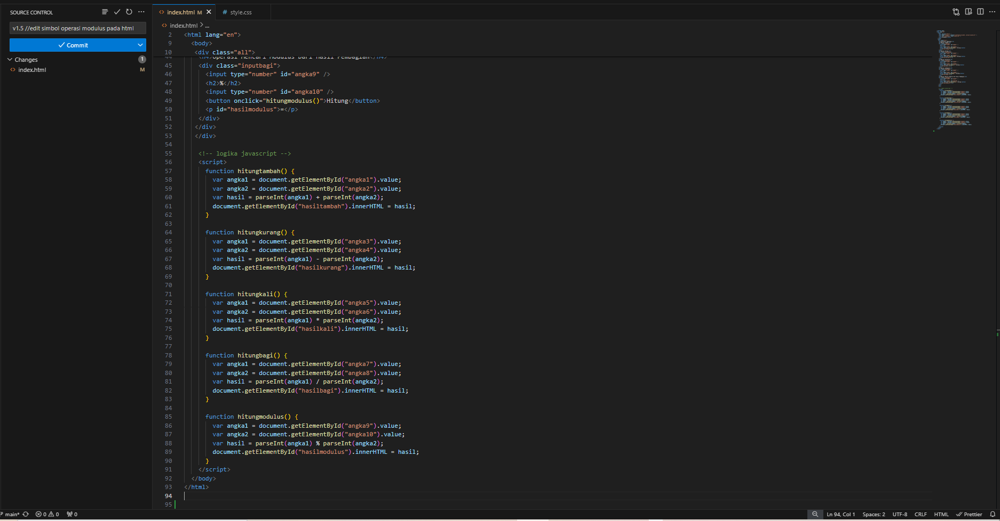 SOURCE CONTROL
v1.5 //edit simbol operasi modulus pada html
Commit
Changes 1
index.html M
index.html M
# style.css
index.html > ...
2 <html lang="en">
9 <body>
10 <div class="all">
44 <h4>Operasi Mencari Modulus Dari Hasil Pembagian</h4>
45 <div class="inputbagi">
46 <input type="number" id="angka9" />
47 <h2>%</h2>
48 <input type="number" id="angka10" />
49 <button onclick="hitungmodulus()">Hitung</button>
50 <p id="hasilmodulus">=</p>
51 </div>
52 </div>
53 </div>
54
55 <!-- logika javascript -->
56 <script>
57 function hitungtambah() {
58 var angka1 = document.getElementById("angka1").value;
59 var angka2 = document.getElementById("angka2").value;
60 var hasil = parseInt(angka1) + parseInt(angka2);
61 document.getElementById("hasiltambah").innerHTML = hasil;
62 }
63
64 function hitungkurang() {
65 var angka1 = document.getElementById("angka3").value;
66 var angka2 = document.getElementById("angka4").value;
67 var hasil = parseInt(angka1) - parseInt(angka2);
68 document.getElementById("hasilkurang").innerHTML = hasil;
69 }
70
71 function hitungkali() {
72 var angka1 = document.getElementById("angka5").value;
73 var angka2 = document.getElementById("angka6").value;
74 var hasil = parseInt(angka1) * parseInt(angka2);
75 document.getElementById("hasilkali").innerHTML = hasil;
76 }
77
78 function hitungbagi() {
79 var angka1 = document.getElementById("angka7").value;
80 var angka2 = document.getElementById("angka8").value;
81 var hasil = parseInt(angka1) / parseInt(angka2);
82 document.getElementById("hasilbagi").innerHTML = hasil;
83 }
84
85 function hitungmodulus() {
86 var angka1 = document.getElementById("angka9").value;
87 var angka2 = document.getElementById("angka10").value;
88 var hasil = parseInt(angka1) % parseInt(angka2);
89 document.getElementById("hasilmodulus").innerHTML = hasil;
90 }
91 </script>
92 </body>
93 </html>
94
95
main* 0 0 0 Ln 94, Col 1 Spaces: 2 UTF-8 CRLF HTML Prettier